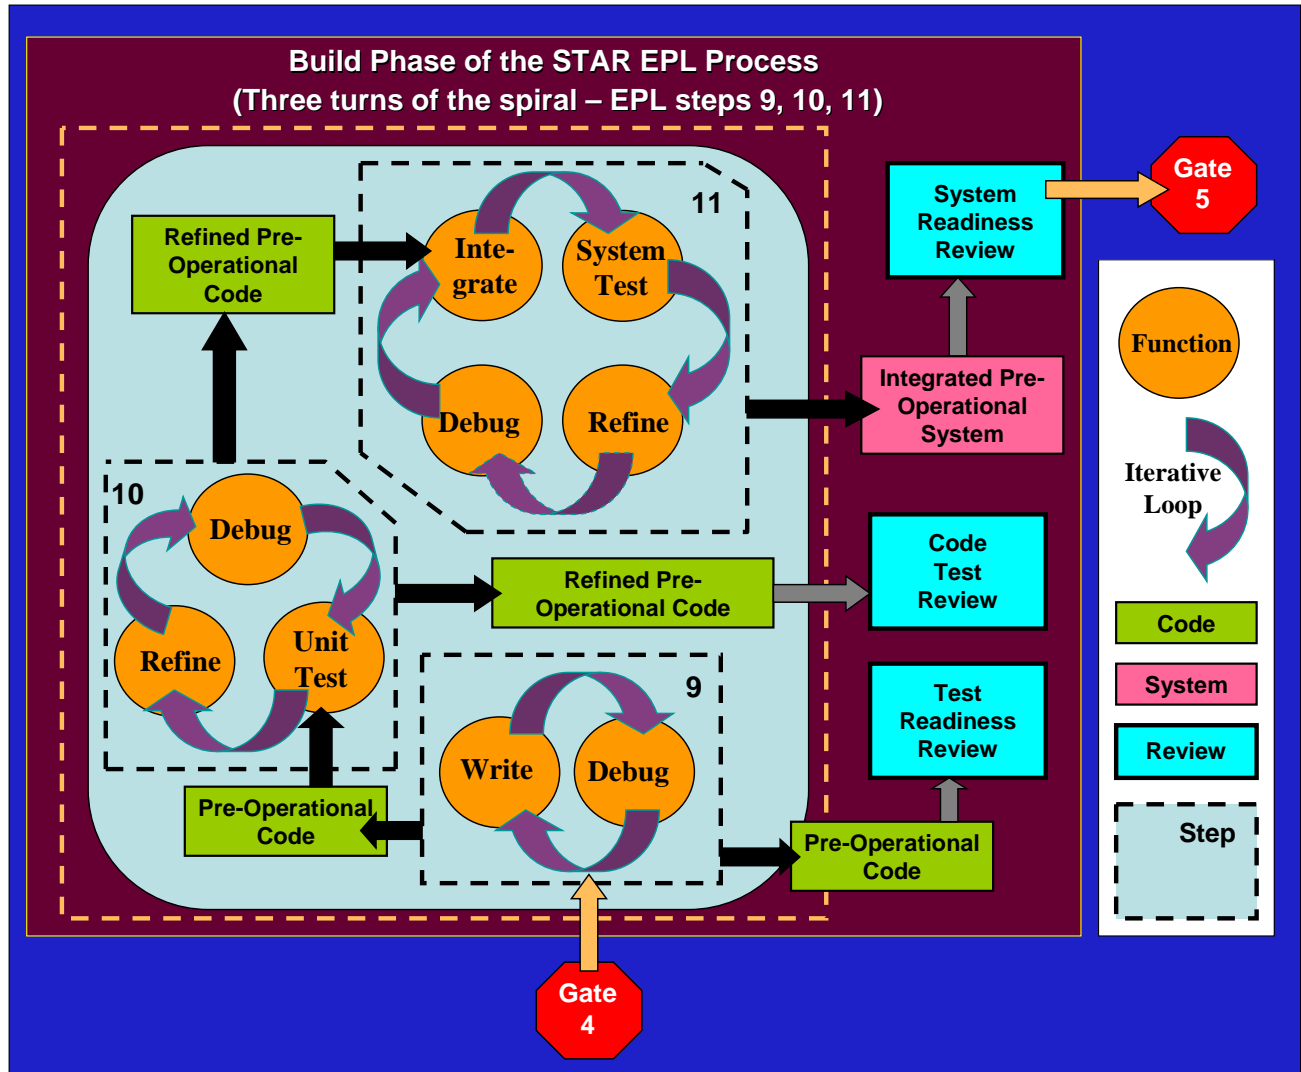 Build Phase of the STAR EPL Process
(Three turns of the spiral – EPL steps 9, 10, 11)
Gate
5
System
Readiness
Review
11
Refined Pre-
Operational
Code
Inte-
grate
System
Test
Function
Integrated Pre-
Operational
System
Debug
Refine
Iterative
Loop
10
Debug
Code
Test
Review
Refined Pre-
Operational Code
Code
Unit
Test
Refine
9
System
Test
Readiness
Review
Review
Write
Debug
Pre-Operational
Code
Step
Pre-Operational
Code
Gate
4